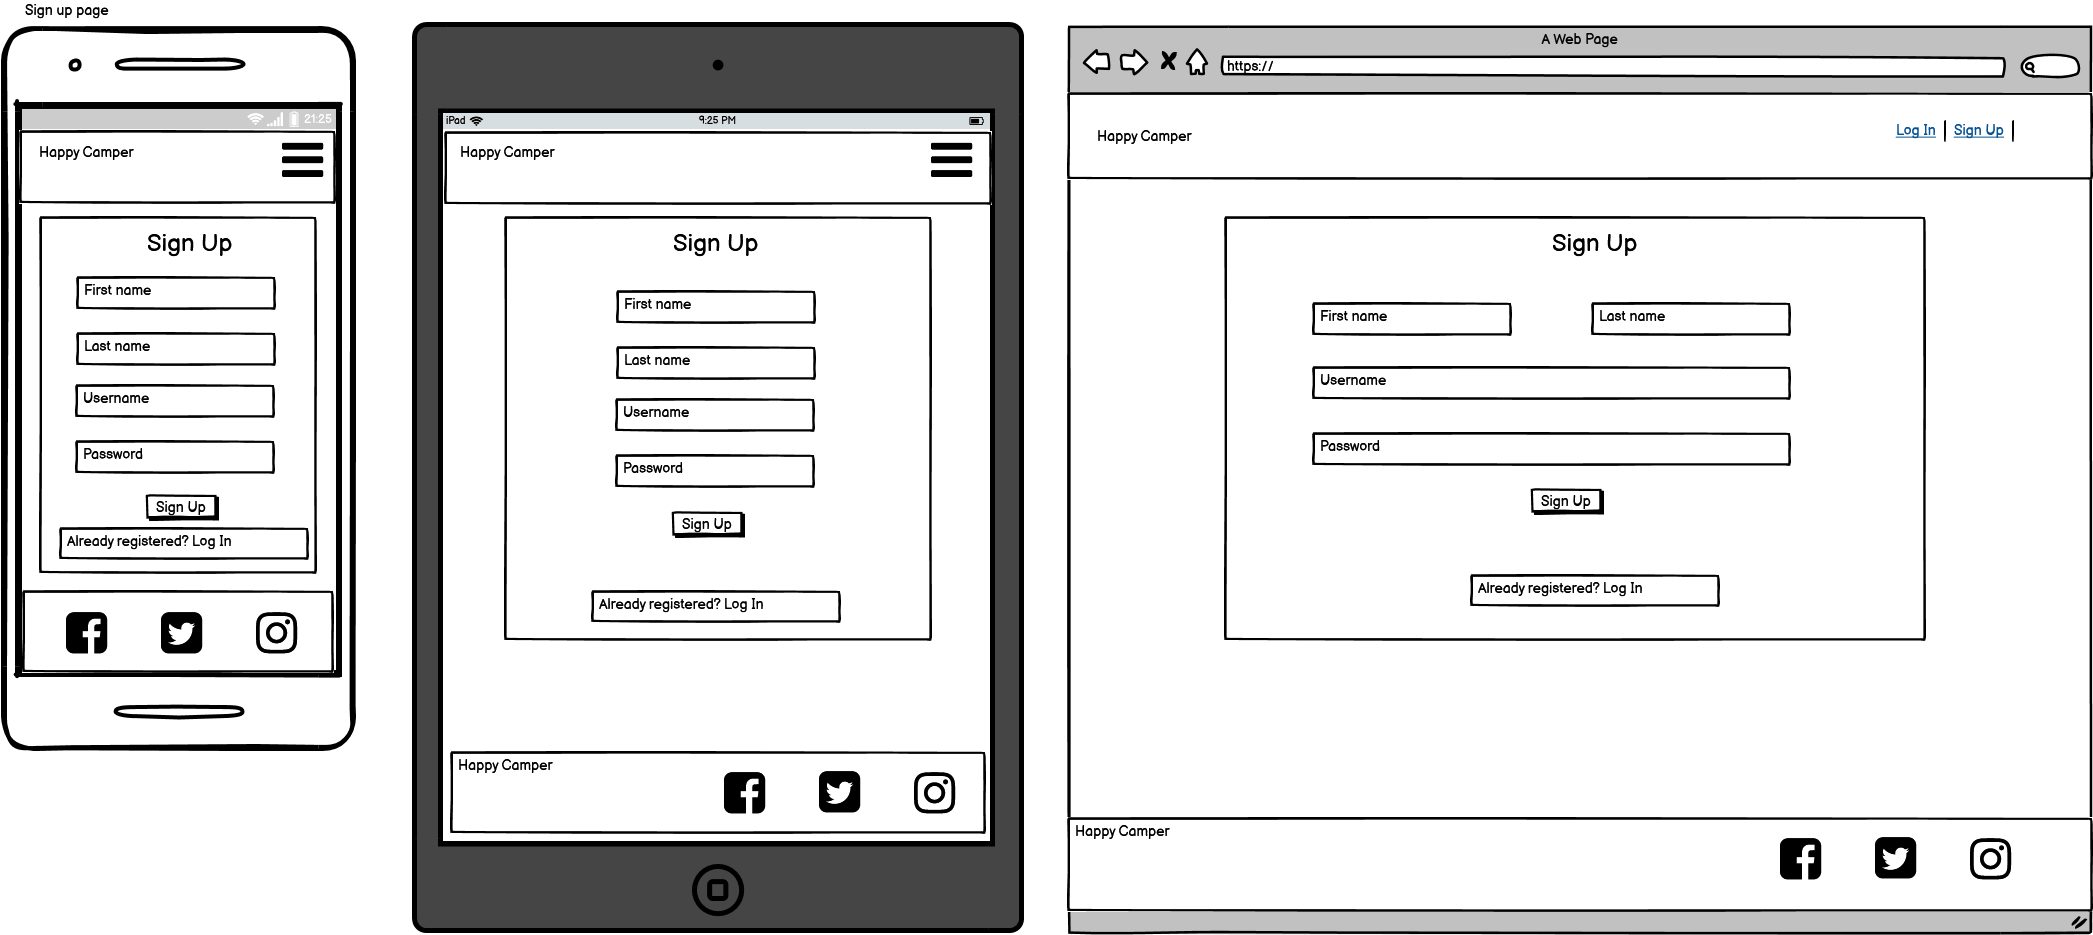 Sign up page
21:25
Happy Camper
Sign Up
First name
Last name
Username
Password
Sign Up
Already registered? Log In
iPad
9:25 PM
Happy Camper
Sign Up
First name
Last name
Username
Password
Sign Up
Already registered? Log In
Happy Camper
A Web Page
https://
Happy Camper
Log In
Sign Up
Sign Up
First name
Last name
Username
Password
Sign Up
Already registered? Log In
Happy Camper